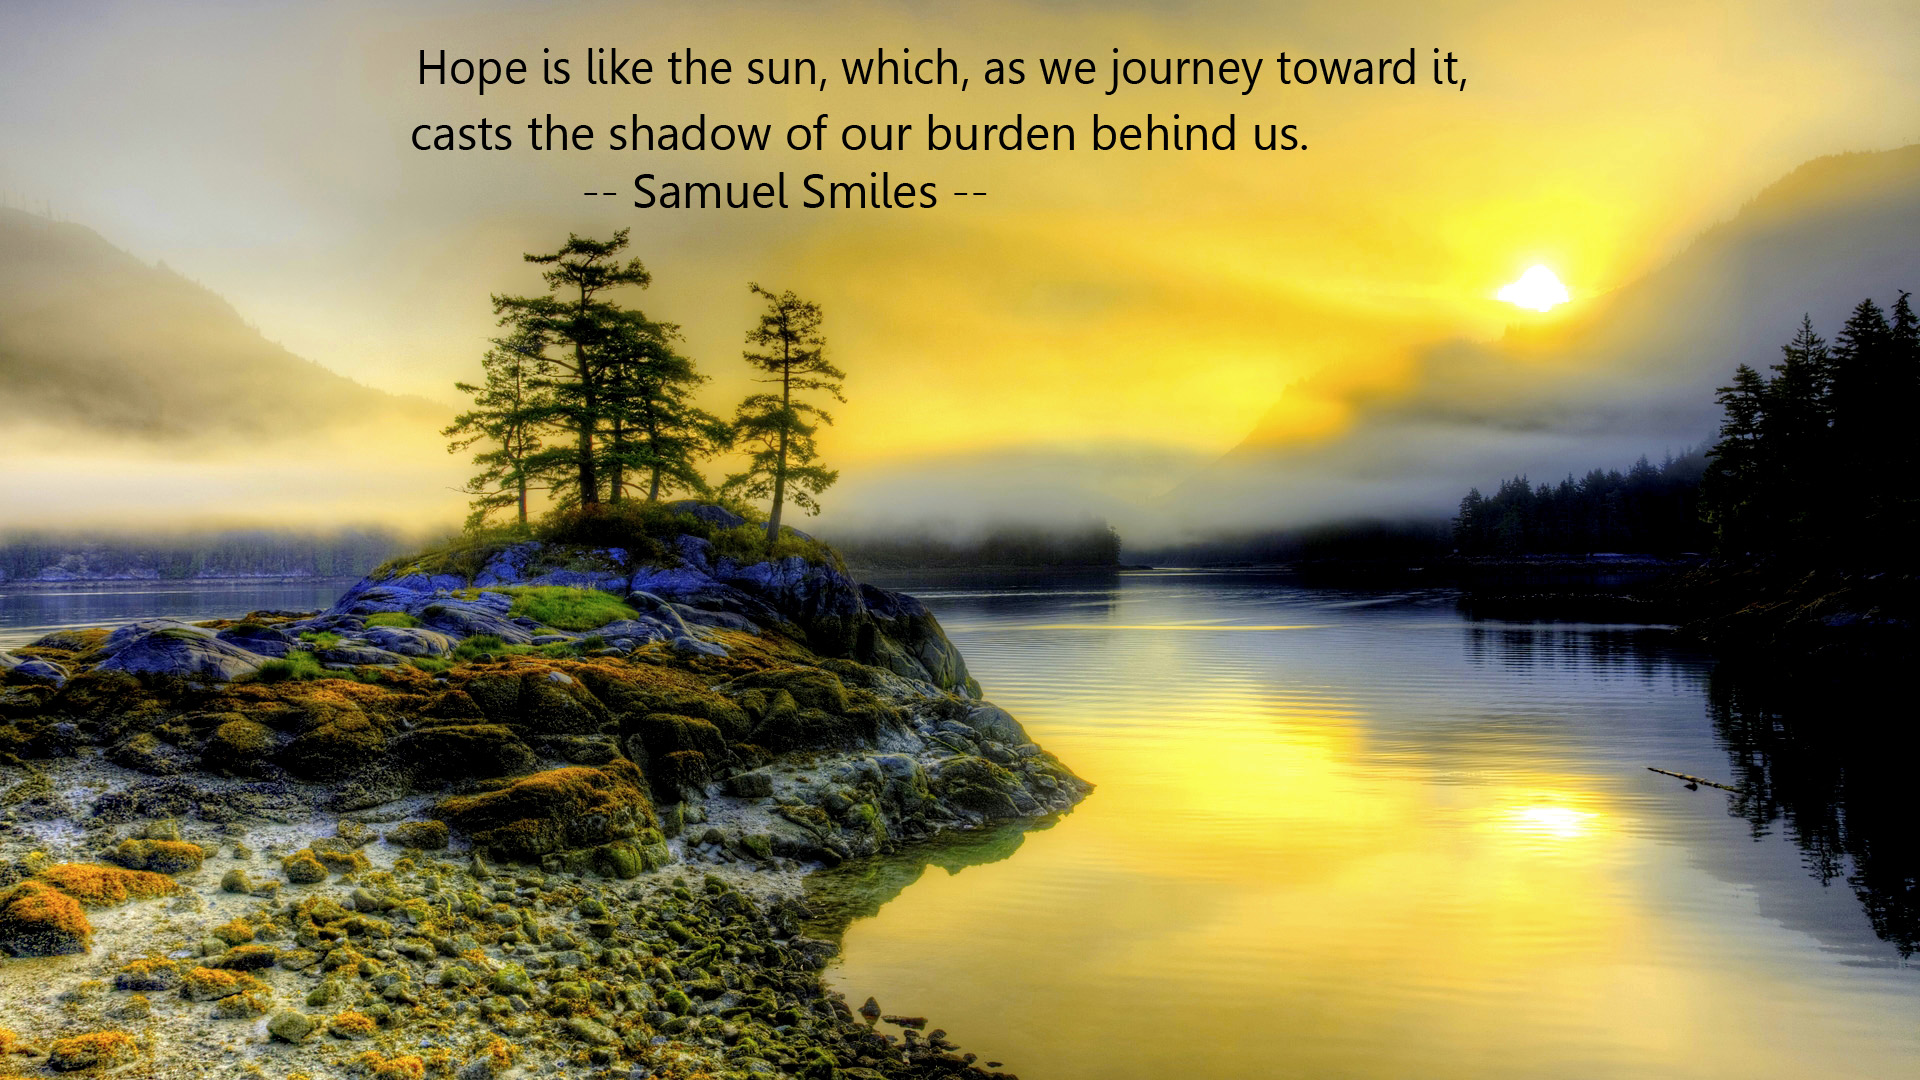 Hope is like the sun, which, as we journey toward it,
casts the shadow of our burden behind us.
-- Samuel Smiles --